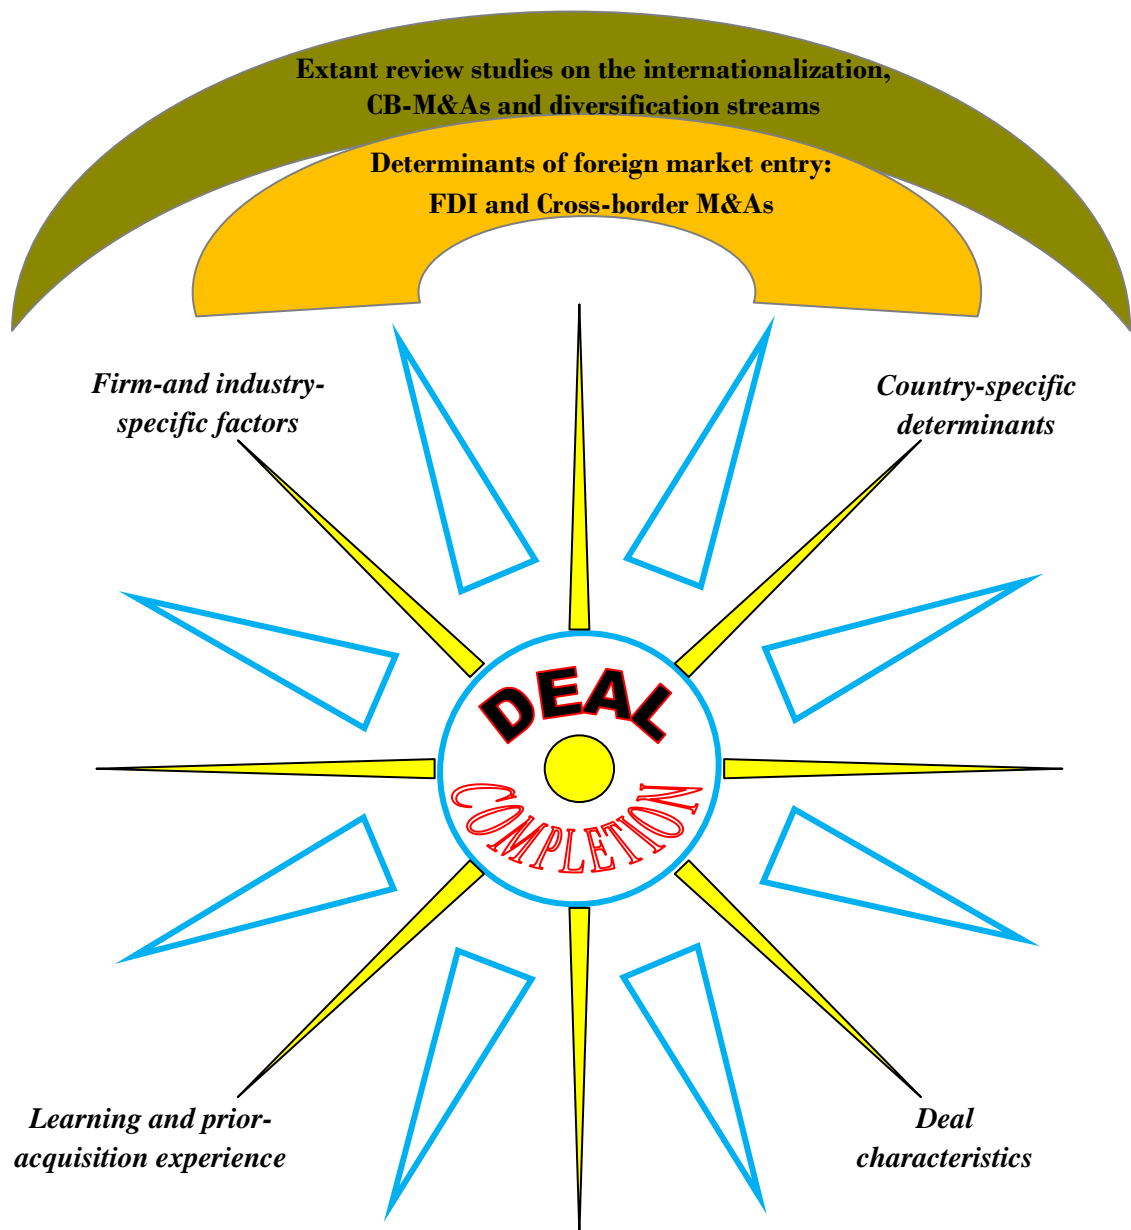 Extant review studies on the internationalization,
CB-M&As and diversification streams
Determinants of foreign market entry:
FDI and Cross-border M&As
Firm-and industry-
specific factors
Country-specific
determinants
DEAL
COMPLETION
Learning and prior-
acquisition experience
Deal
characteristics